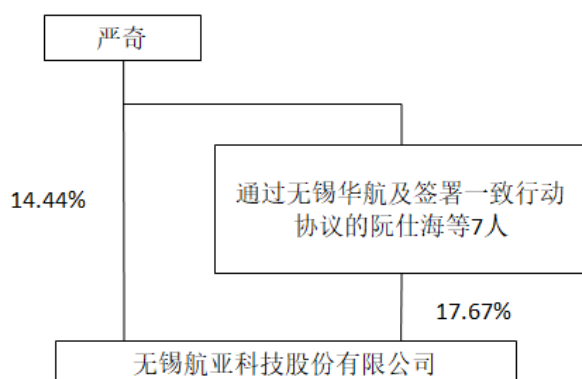 严奇
14.44%
通过无锡华航及签署一致行动
协议的阮仕海等7人
17.67%
无锡航亚科技股份有限公司